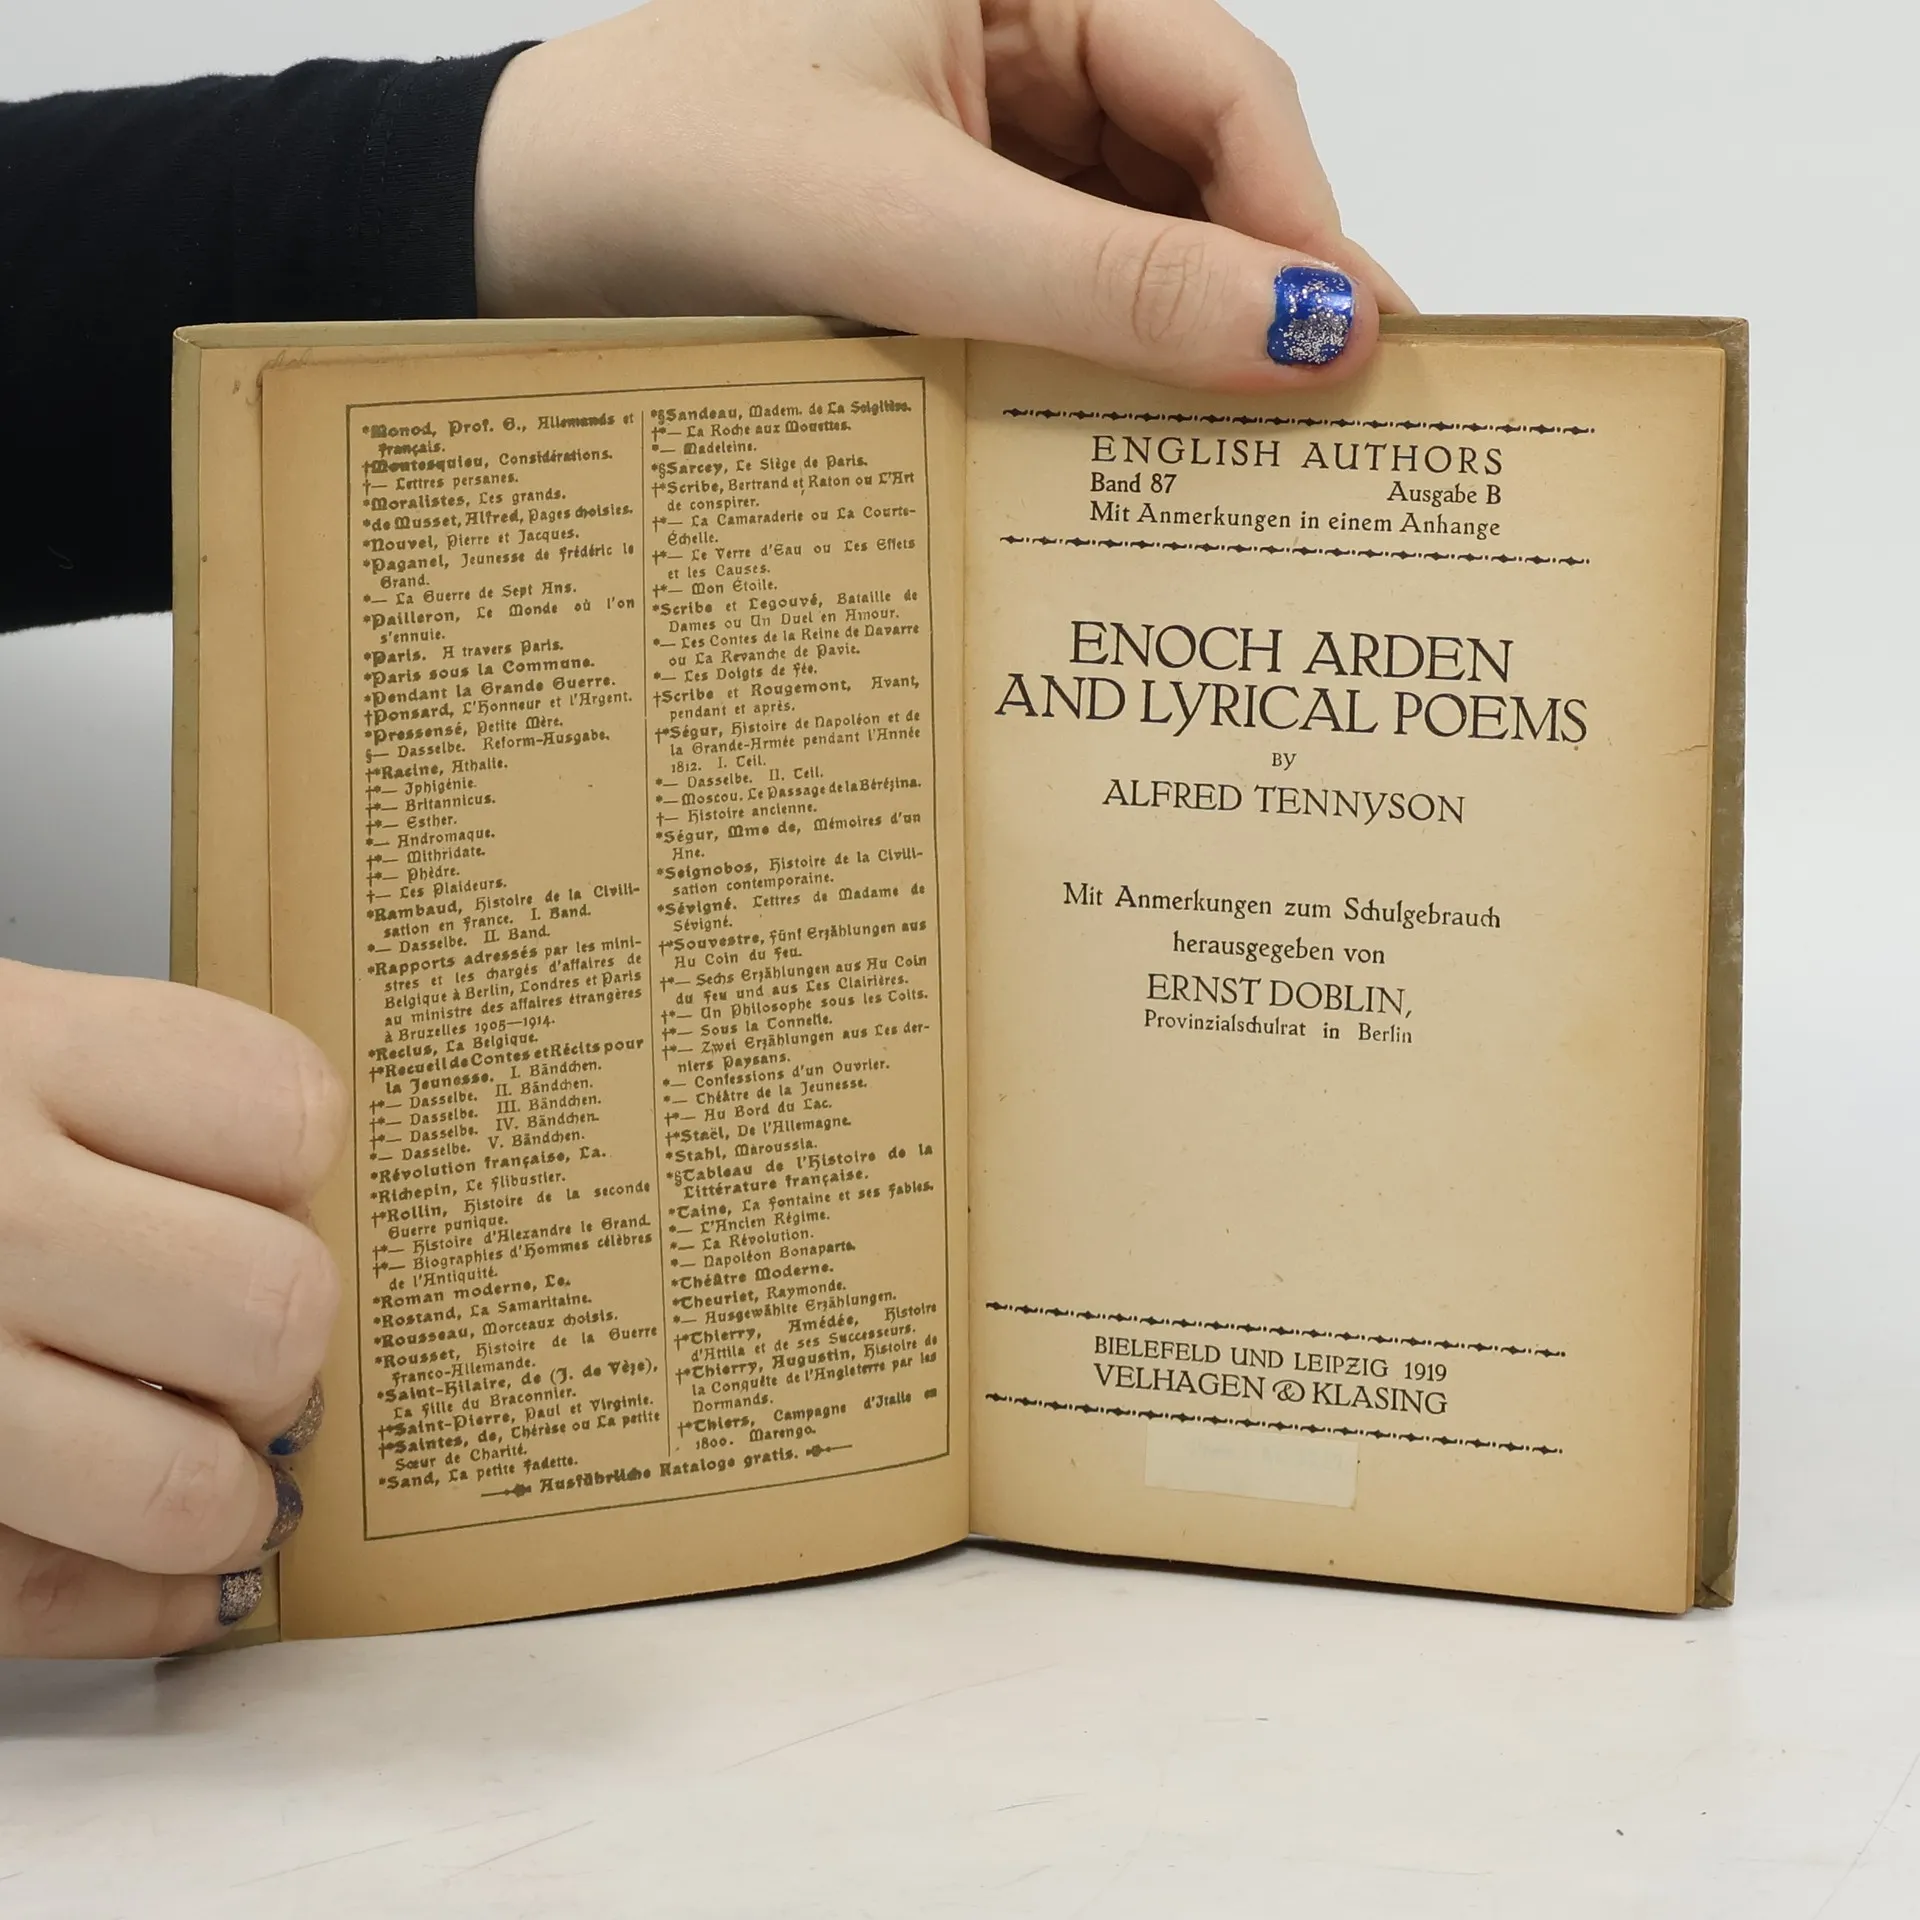 *Monod, Prof. G., Allemands et
français.
†Montesquieu, Considérations.
†— Lettres persanes.
*Moralistes, Les grands.
*de Musset, Alfred, Pages choisies.
*Nouvel, Pierre et Jacques.
*Paganel, Jeunesse de Frédéric le
Grand.
*— La Guerre de Sept Ans.
*Pailleron, Le Monde où l'on
s'ennuie.
*Paris. A travers Paris.
*Paris sous la Commune.
*Pendant la Grande Guerre.
†Ponsard, L'Honneur et l'Argent.
*Pressensé, Petite Mère.
§— Dasselbe. Reform-Ausgabe.
†*Racine, Athalie.
†*— Iphigénie.
†*— Britannicus.
†*— Esther.
*— Andromaque.
†*— Mithridate.
†*— Phèdre.
†— Les Plaideurs.
*Rambaud, Histoire de la Civili-
sation en France. I. Band.
*— Dasselbe. II. Band.
*Rapports adressés par les mini-
stres et les chargés d'affaires de
Belgique à Berlin, Londres et Paris
au ministre des affaires étrangères
à Bruxelles 1905—1914.
*Reclus, La Belgique.
†*Recueil de Contes et Récits pour
la Jeunesse. I. Bändchen.
†*— Dasselbe. II. Bändchen.
†*— Dasselbe. III. Bändchen.
†*— Dasselbe. IV. Bändchen.
*— Dasselbe. V. Bändchen.
*Révolution française, La.
*Richepin, Le Flibustier.
†*Rollin, Histoire de la seconde
Guerre punique.
†*— Histoire d'Alexandre le Grand.
†*— Biographies d'Hommes célèbres
de l'Antiquité.
*Roman moderne, Le.
*Rostand, La Samaritaine.
*Rousseau, Morceaux choisis.
*Rousset, Histoire de la Guerre
Franco-Allemande.
*Saint-Hilaire, de (J. de Vèze),
La Fille du Braconnier.
†*Saint-Pierre, Paul et Virginie.
†*Saintes, de, Thérèse ou La petite
Sœur de Charité.
*Sand, La petite Fadette.
*§Sandeau, Madem. de La Seiglière.
†*— La Roche aux Mouettes.
*— Madeleine.
*§Sarcey, Le Siège de Paris.
†*Scribe, Bertrand et Raton ou L'Art
de conspirer.
†*— La Camaraderie ou La Courte-
Échelle.
†*— Le Verre d'Eau ou Les Effets
et les Causes.
†*— Mon Étoile.
*Scribe et Legouvé, Bataille de
Dames ou Un Duel en Amour.
*— Les Contes de la Reine de Navarre
ou La Revanche de Pavie.
*— Les Doigts de Fée.
†Scribe et Rougemont, Avant,
pendant et après.
†*Ségur, Histoire de Napoléon et de
la Grande-Armée pendant l'Année
1812. I. Teil.
*— Dasselbe. II. Teil.
*— Moscou. Le Passage de la Bérézina.
†— Histoire ancienne.
*Ségur, Mme de, Mémoires d'un
Ane.
*Seignobos, Histoire de la Civili-
sation contemporaine.
*Sévigné. Lettres de Madame de
Sévigné.
†*Souvestre, Fünf Erzählungen aus
Au Coin du Feu.
†*— Sechs Erzählungen aus Au Coin
du Feu und aus Les Clairières.
†*— Un Philosophe sous les Toits.
†*— Sous la Tonnelle.
†*— Zwei Erzählungen aus Les der-
niers Paysans.
*— Confessions d'un Ouvrier.
*— Théâtre de la Jeunesse.
†*— Au Bord du Lac.
†*Staël, De l'Allemagne.
*Stahl, Maroussia.
*§Tableau de l'Histoire de la
Littérature française.
*Taine, La Fontaine et ses Fables.
*— L'Ancien Régime.
*— La Révolution.
*— Napoléon Bonaparte.
*Théâtre Moderne.
*Theuriet, Raymonde.
*— Ausgewählte Erzählungen.
†*Thierry, Amédée, Histoire
d'Attila et de ses Successeurs.
†*Thierry, Augustin, Histoire de
la Conquête de l'Angleterre par les
Normands.
†*Thiers, Campagne d'Italie en
1800. Marengo.
Ausführliche Kataloge gratis.
ENGLISH AUTHORS
Band 87 Ausgabe B
Mit Anmerkungen in einem Anhange
ENOCH ARDEN
AND LYRICAL POEMS
BY
ALFRED TENNYSON
Mit Anmerkungen zum Schulgebrauch
herausgegeben von
ERNST DOBLIN,
Provinzialschulrat in Berlin
BIELEFELD UND LEIPZIG 1919
VELHAGEN & KLASING